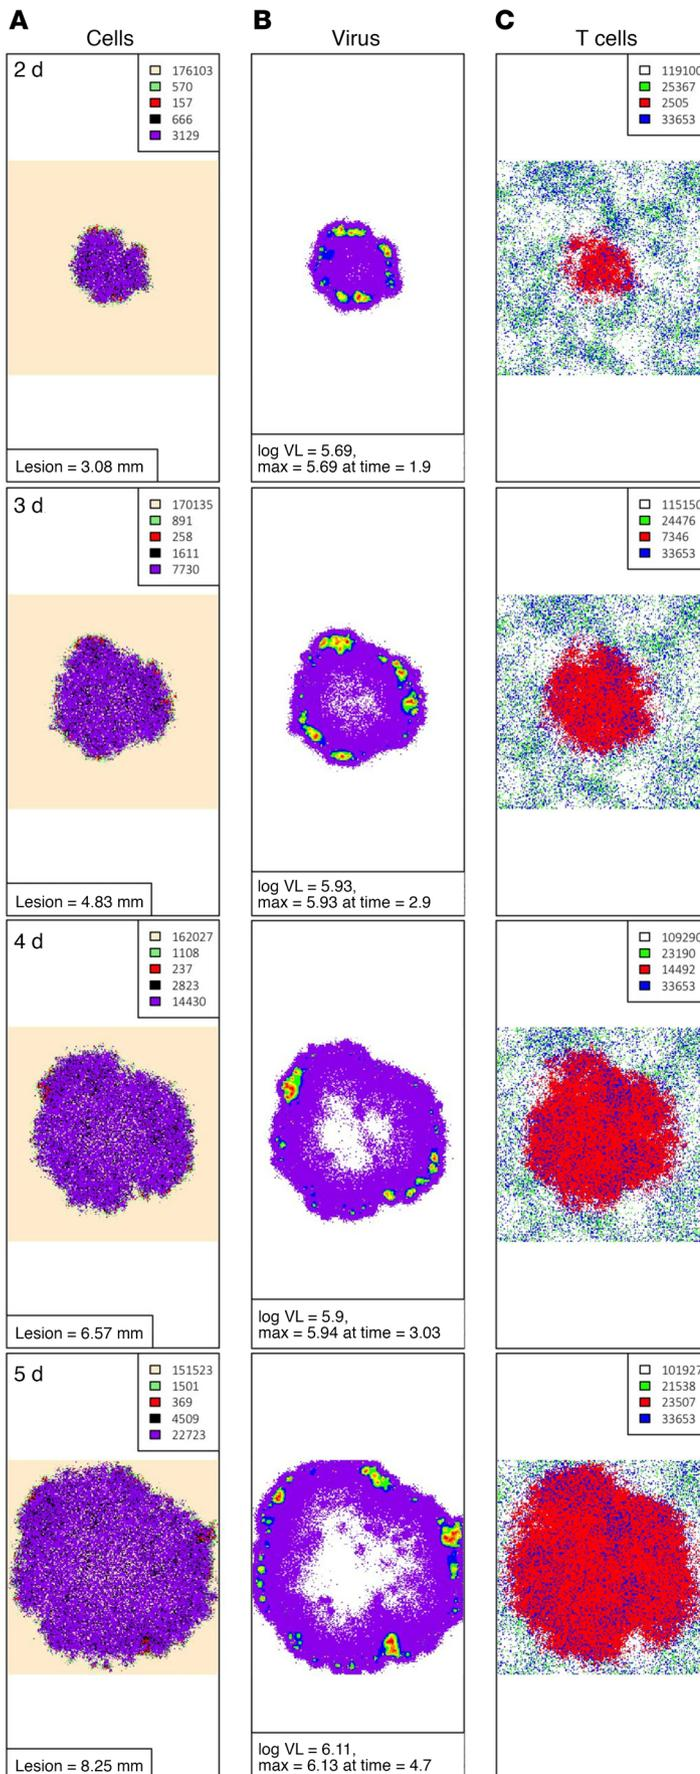 A
B
C
Cells
Virus
T cells
2 d
176103
570
157
666
3129
119100
25367
2505
33653
Lesion = 3.08 mm
log VL = 5.69,
max = 5.69 at time = 1.9
3 d
170135
891
258
1611
7730
115150
24476
7346
33653
Lesion = 4.83 mm
log VL = 5.93,
max = 5.93 at time = 2.9
4 d
162027
1108
237
2823
14430
109290
23190
14492
33653
Lesion = 6.57 mm
log VL = 5.9,
max = 5.94 at time = 3.03
5 d
151523
1501
369
4509
22723
101927
21538
23507
33653
Lesion = 8.25 mm
log VL = 6.11,
max = 6.13 at time = 4.7